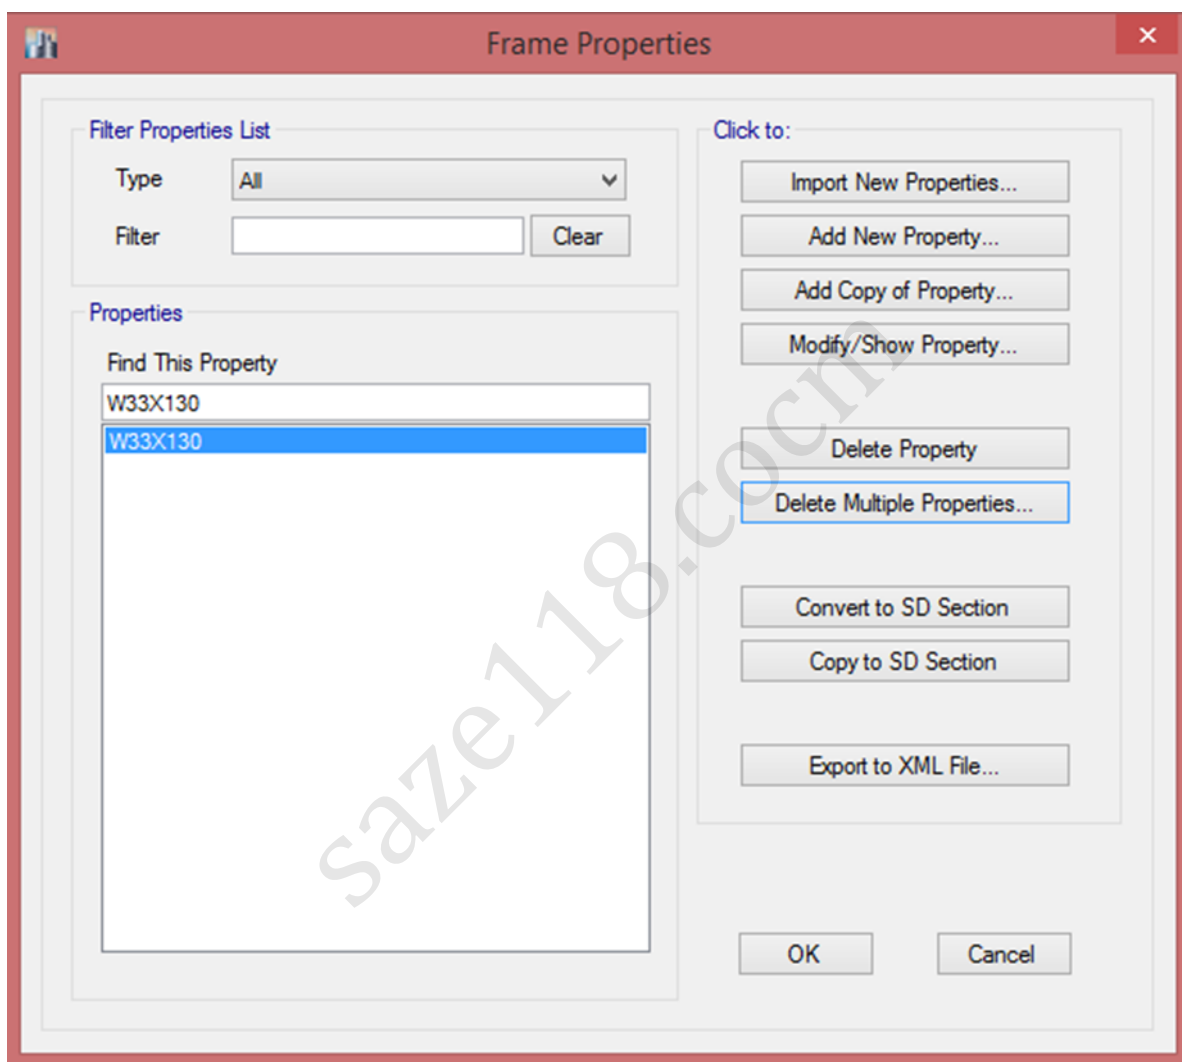 Frame Properties
Filter Properties List
Type
All
Filter
Clear
Properties
Find This Property
W33X130
W33X130
Click to:
Import New Properties...
Add New Property...
Add Copy of Property...
Modify/Show Property...
Delete Property
Delete Multiple Properties...
Convert to SD Section
Copy to SD Section
Export to XML File...
OK
Cancel
saze118.cocm